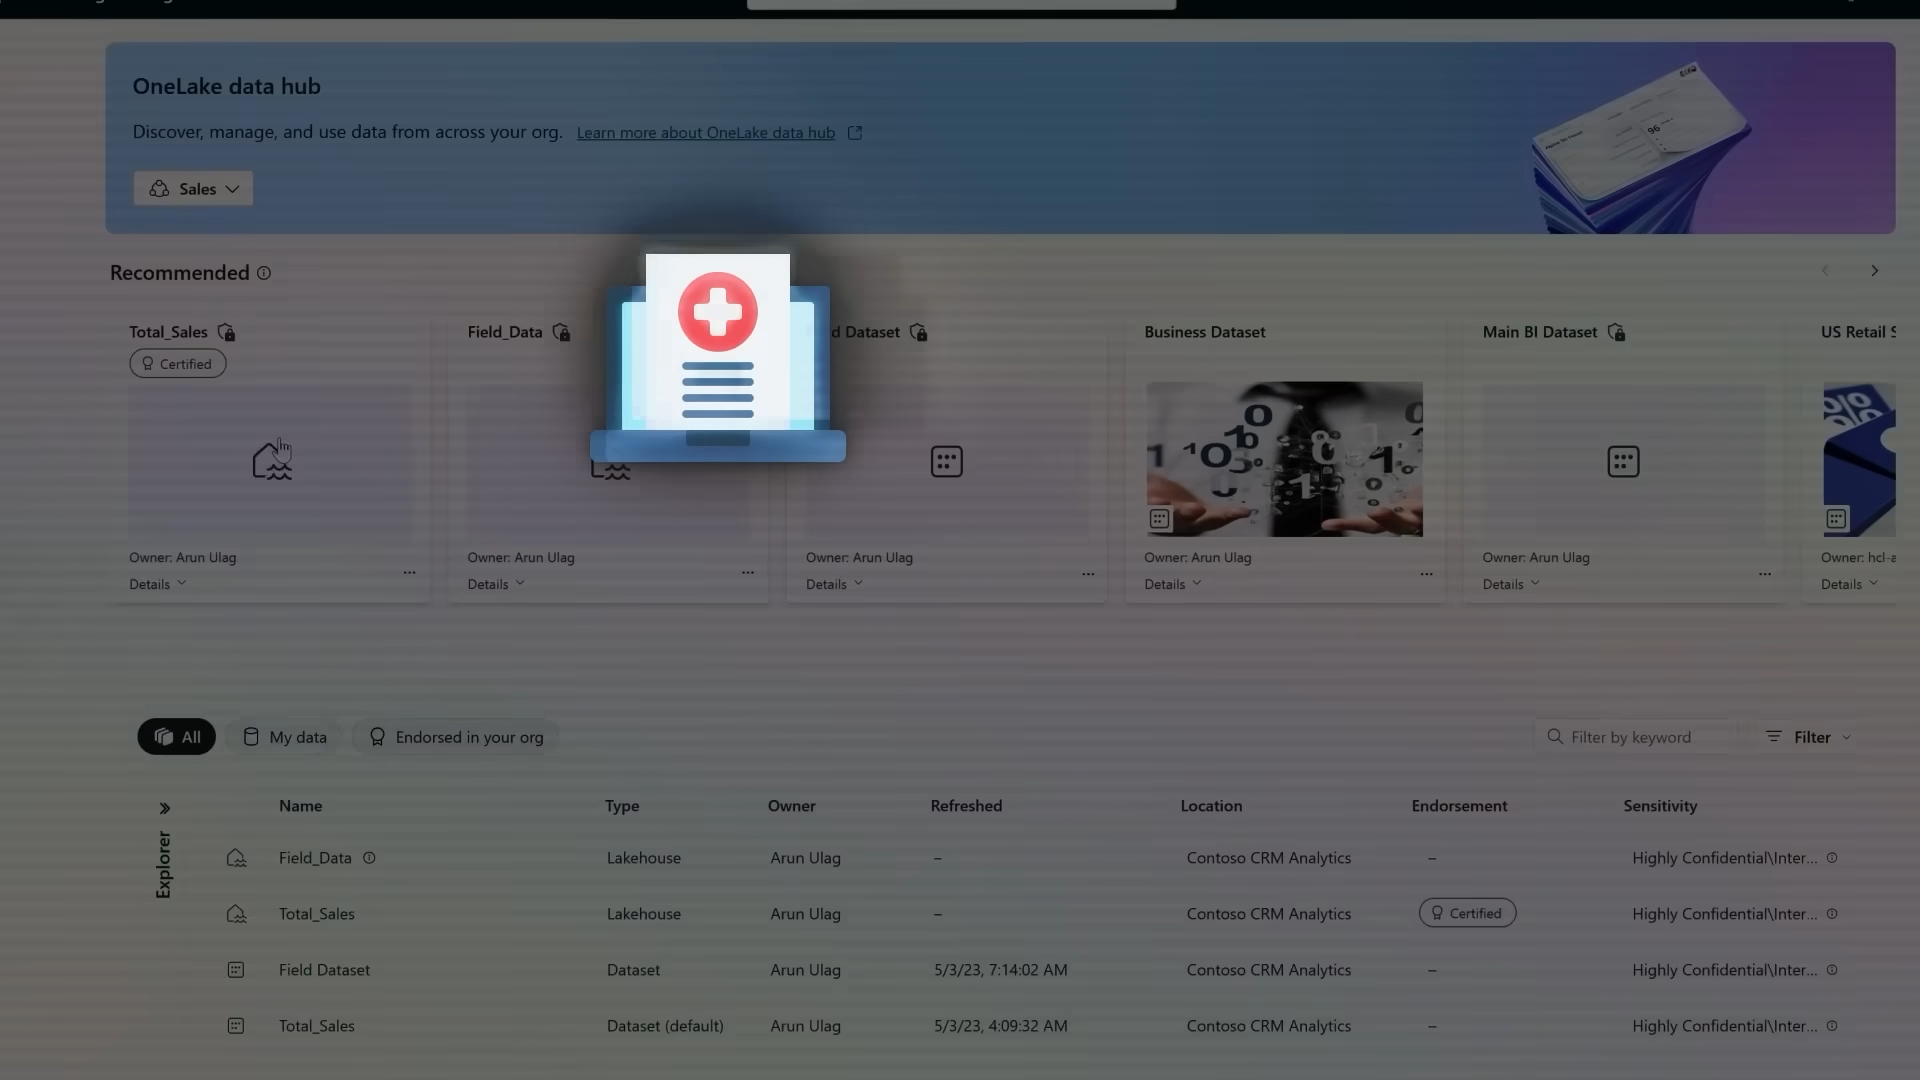 OneLake data hub
Discover, manage, and use data from across your org. Learn more about OneLake data hub
Sales
Recommended
Total_Sales
Certified
Field_Data
d Dataset
Business Dataset
Main BI Dataset
US Retail
Owner: Arun Ulag
Details
Owner: Arun Ulag
Details
Owner: Arun Ulag
Details
Owner: Arun Ulag
Details
Owner: Arun Ulag
Details
Owner: hcl-a
Details
All
My data
Endorsed in your org
Filter by keyword
Filter
Explorer
Name Type Owner Refreshed Location Endorsement Sensitivity
Field_Data Lakehouse Arun Ulag – Contoso CRM Analytics – Highly Confidential\Inter...
Total_Sales Lakehouse Arun Ulag – Contoso CRM Analytics Certified Highly Confidential\Inter...
Field Dataset Dataset Arun Ulag 5/3/23, 7:14:02 AM Contoso CRM Analytics – Highly Confidential\Inter...
Total_Sales Dataset (default) Arun Ulag 5/3/23, 4:09:32 AM Contoso CRM Analytics – Highly Confidential\Inter...